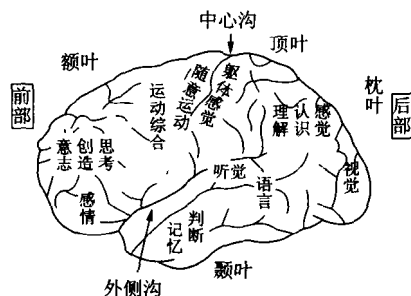 中心沟
额叶
顶叶
枕叶
前部
后部
运动综合
随意运动
躯体感觉
理解
认识
感觉
意志
创造
思考
感情
听觉
语言
视觉
判断
记忆
外侧沟
颞叶